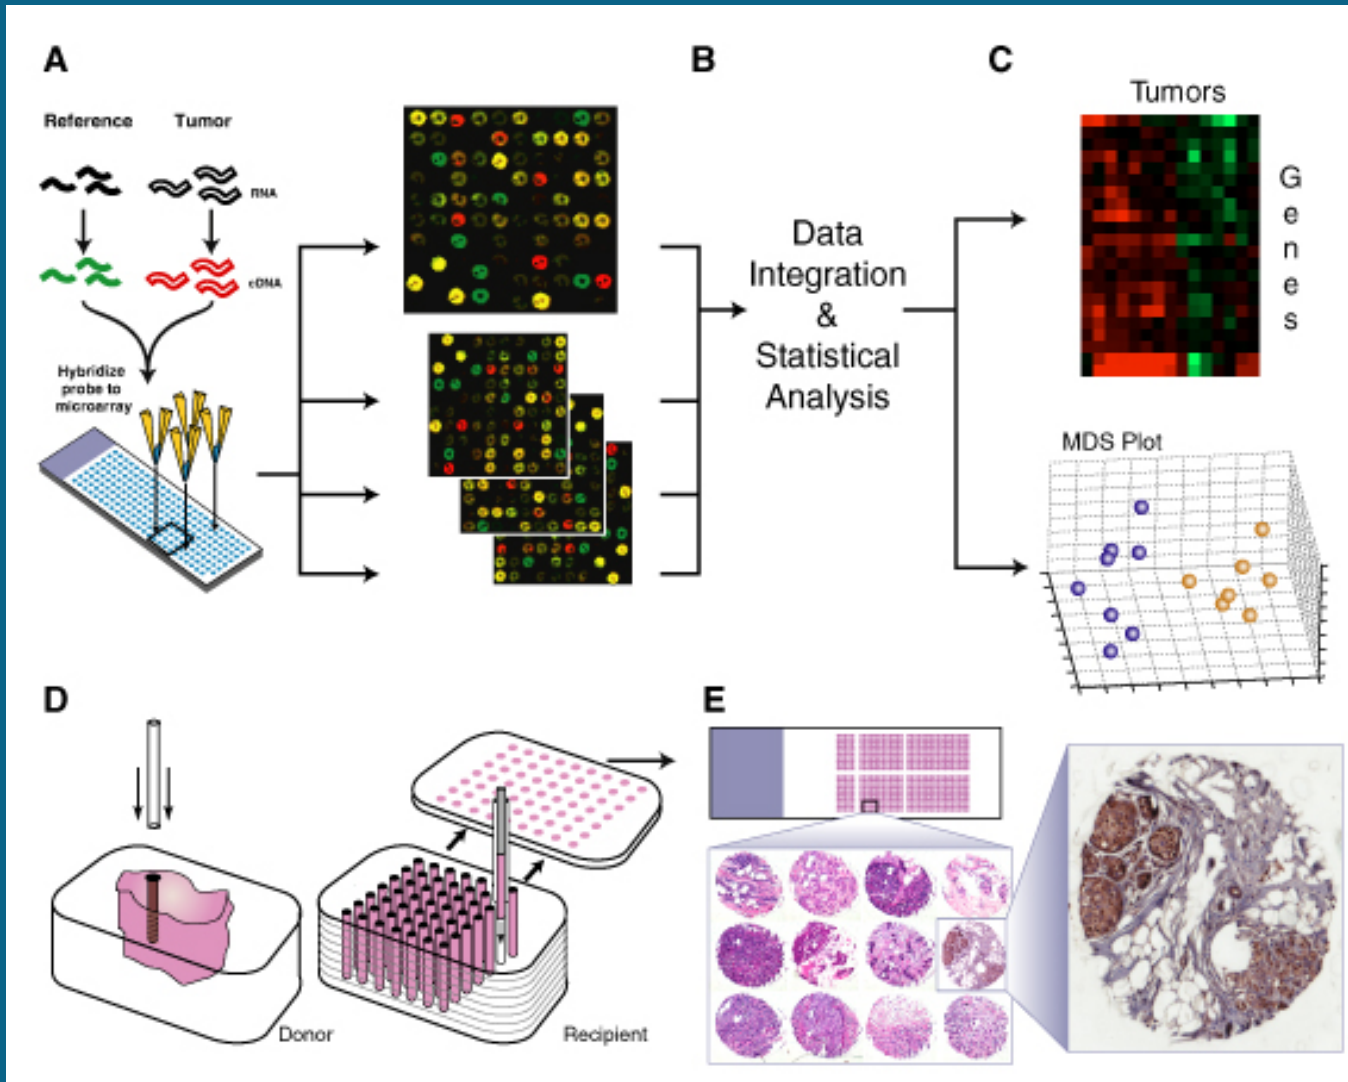 A
B
C
Reference
Tumor
RNA
cDNA
Hybridize
probe to
microarray
Data
Integration
&
Statistical
Analysis
Tumors
G
e
n
e
s
MDS Plot
D
E
Donor
Recipient